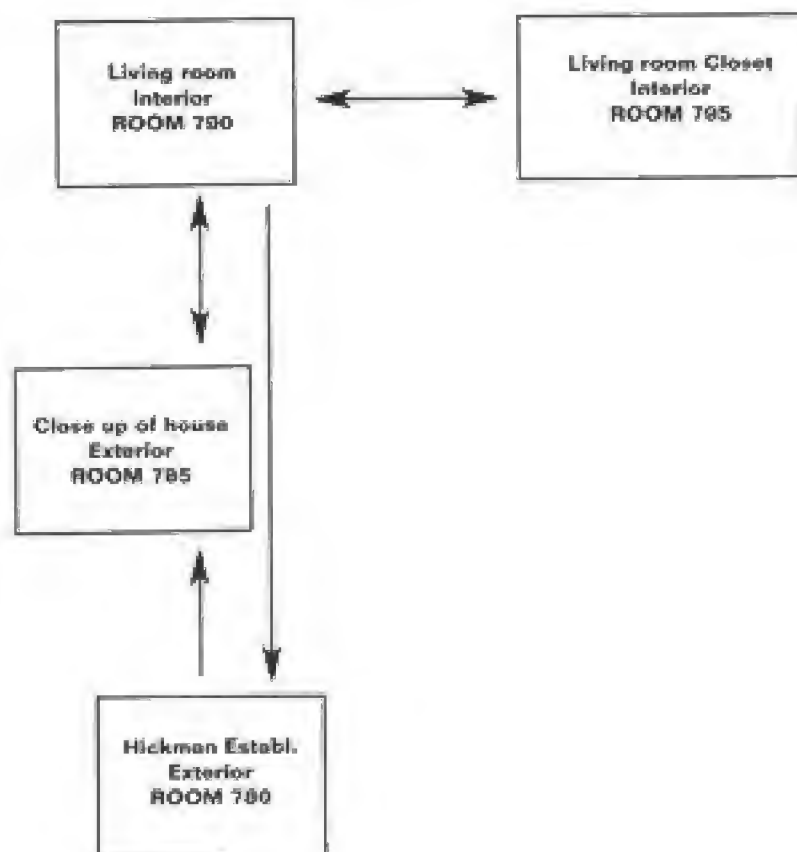 Living room
Interior
ROOM 790
Living room Closet
Interior
ROOM 795
Close up of house
Exterior
ROOM 785
Hickman Establ.
Exterior
ROOM 780